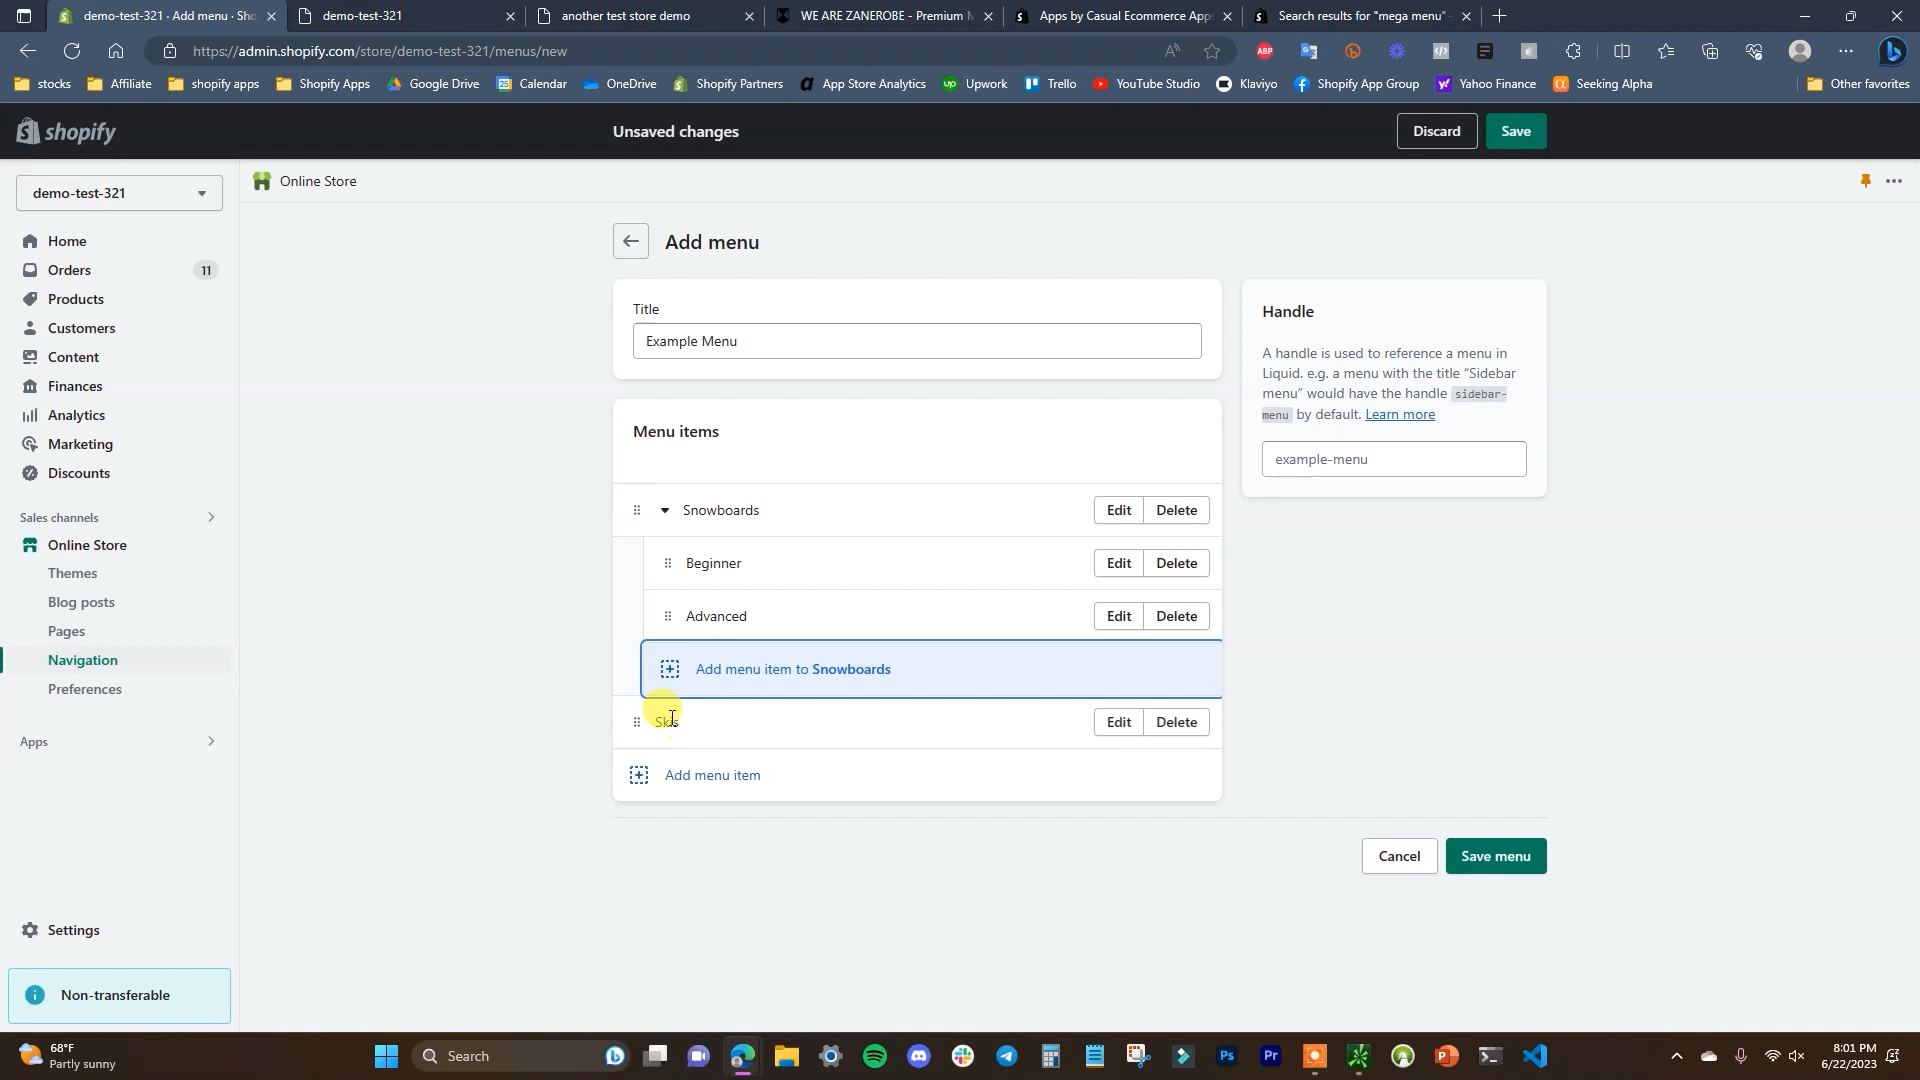 demo-test-321 · Add menu · Sho
demo-test-321
another test store demo
WE ARE ZANEROBE - Premium M
Apps by Casual Ecommerce Apps
Search results for "mega menu" -
https://admin.shopify.com/store/demo-test-321/menus/new
stocks
Affiliate
shopify apps
Shopify Apps
Google Drive
Calendar
OneDrive
Shopify Partners
App Store Analytics
Upwork
Trello
YouTube Studio
Klaviyo
Shopify App Group
Yahoo Finance
Seeking Alpha
Other favorites
shopify
Unsaved changes
Discard
Save
demo-test-321
Online Store
Home
Orders 11
Products
Customers
Content
Finances
Analytics
Marketing
Discounts
Sales channels
Online Store
Themes
Blog posts
Pages
Navigation
Preferences
Apps
Settings
Non-transferable
Add menu
Title
Example Menu
Menu items
Snowboards Edit Delete
Beginner Edit Delete
Advanced Edit Delete
Add menu item to Snowboards
Skis Edit Delete
Add menu item
Handle
A handle is used to reference a menu in
Liquid. e.g. a menu with the title “Sidebar
menu” would have the handle sidebar-
menu by default. Learn more
example-menu
Cancel
Save menu
68°F
Partly sunny
Search
8:01 PM
6/22/2023